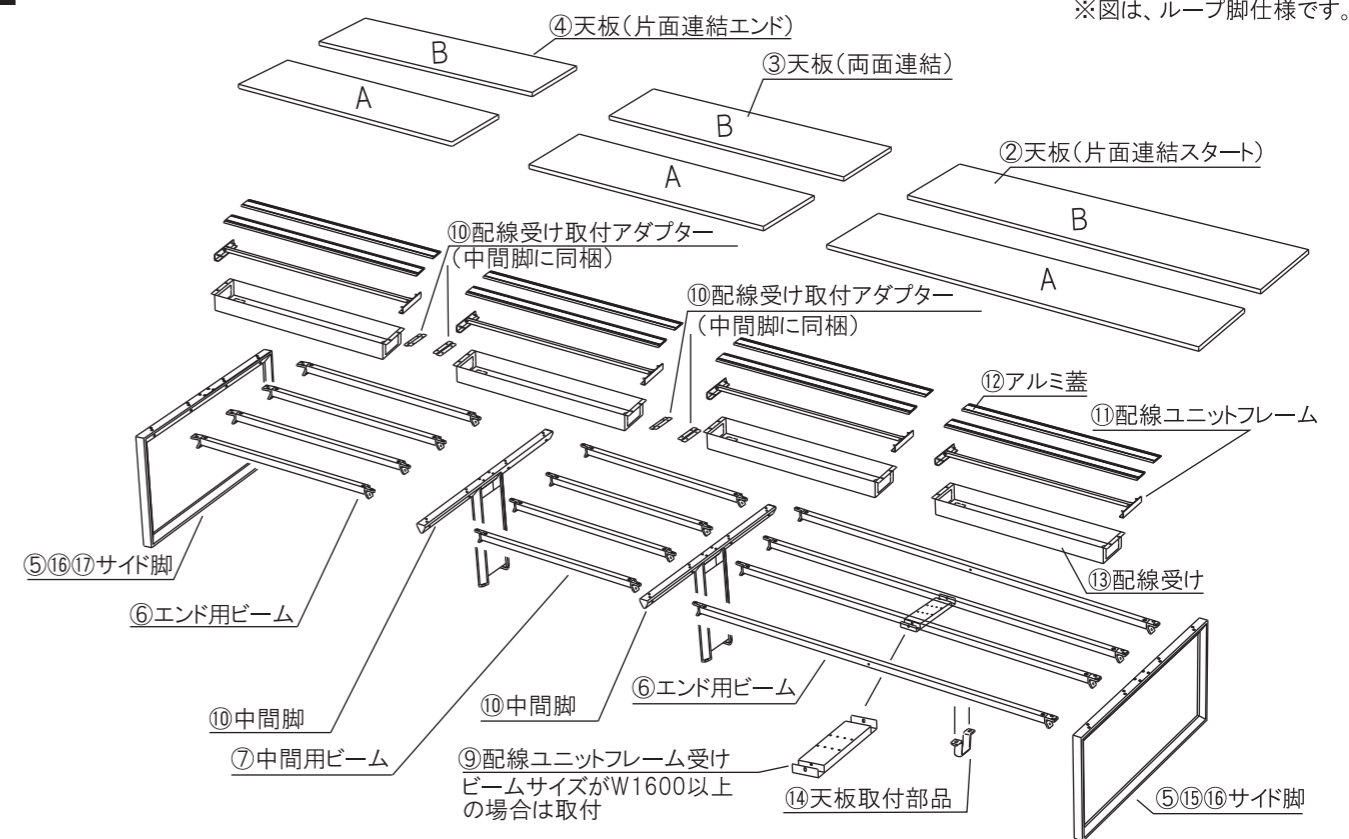 ※図は、ループ脚仕様です。
④天板(片面連結エンド)
B
A
③天板(両面連結)
B
A
②天板(片面連結スタート)
B
A
⑩配線受け取付アダプター
(中間脚に同梱)
⑩配線受け取付アダプター
(中間脚に同梱)
⑫アルミ蓋
⑪配線ユニットフレーム
⑬配線受け
⑤⑯⑰サイド脚
⑥エンド用ビーム
⑩中間脚
⑦中間用ビーム
⑩中間脚
⑥エンド用ビーム
⑨配線ユニットフレーム受け
ビームサイズがW1600以上
の場合は取付
⑭天板取付部品
⑤⑮⑯サイド脚